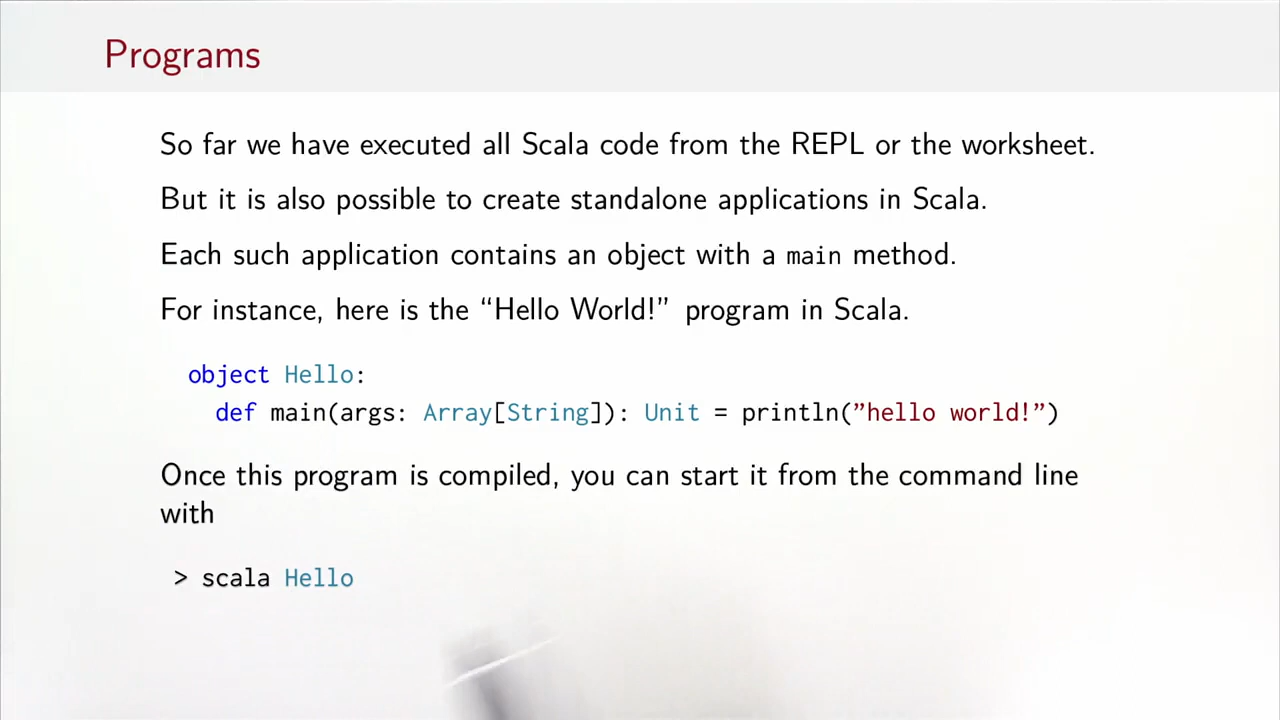 Programs
So far we have executed all Scala code from the REPL or the worksheet.
But it is also possible to create standalone applications in Scala.
Each such application contains an object with a main method.
For instance, here is the “Hello World!” program in Scala.
object Hello:
def main(args: Array[String]): Unit = println(”hello world!”)
Once this program is compiled, you can start it from the command line
with
> scala Hello